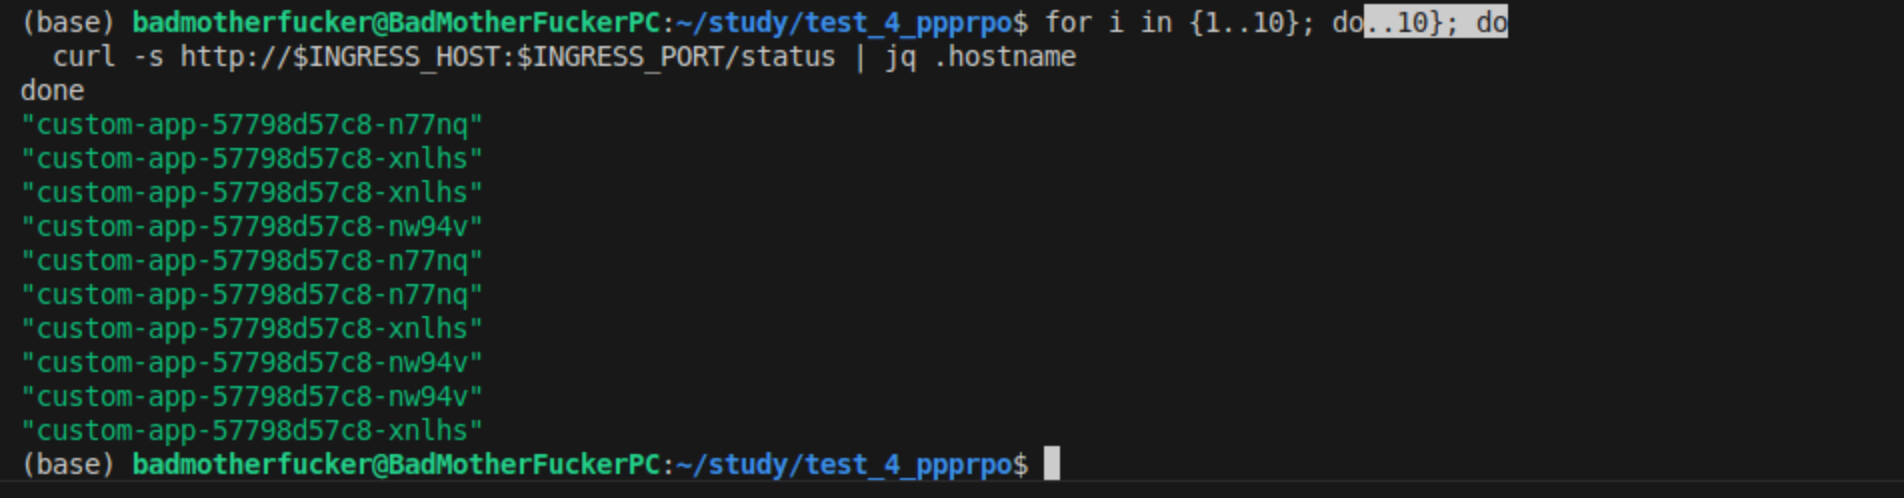 (base) badmotherfucker@BadMotherFuckerPC:~/study/test_4_ppprpo$ for i in {1..10}; do..10}; do
  curl -s http://$INGRESS_HOST:$INGRESS_PORT/status | jq .hostname
done
"custom-app-57798d57c8-n77nq"
"custom-app-57798d57c8-xnlhs"
"custom-app-57798d57c8-xnlhs"
"custom-app-57798d57c8-nw94v"
"custom-app-57798d57c8-n77nq"
"custom-app-57798d57c8-n77nq"
"custom-app-57798d57c8-xnlhs"
"custom-app-57798d57c8-nw94v"
"custom-app-57798d57c8-nw94v"
"custom-app-57798d57c8-xnlhs"
(base) badmotherfucker@BadMotherFuckerPC:~/study/test_4_ppprpo$